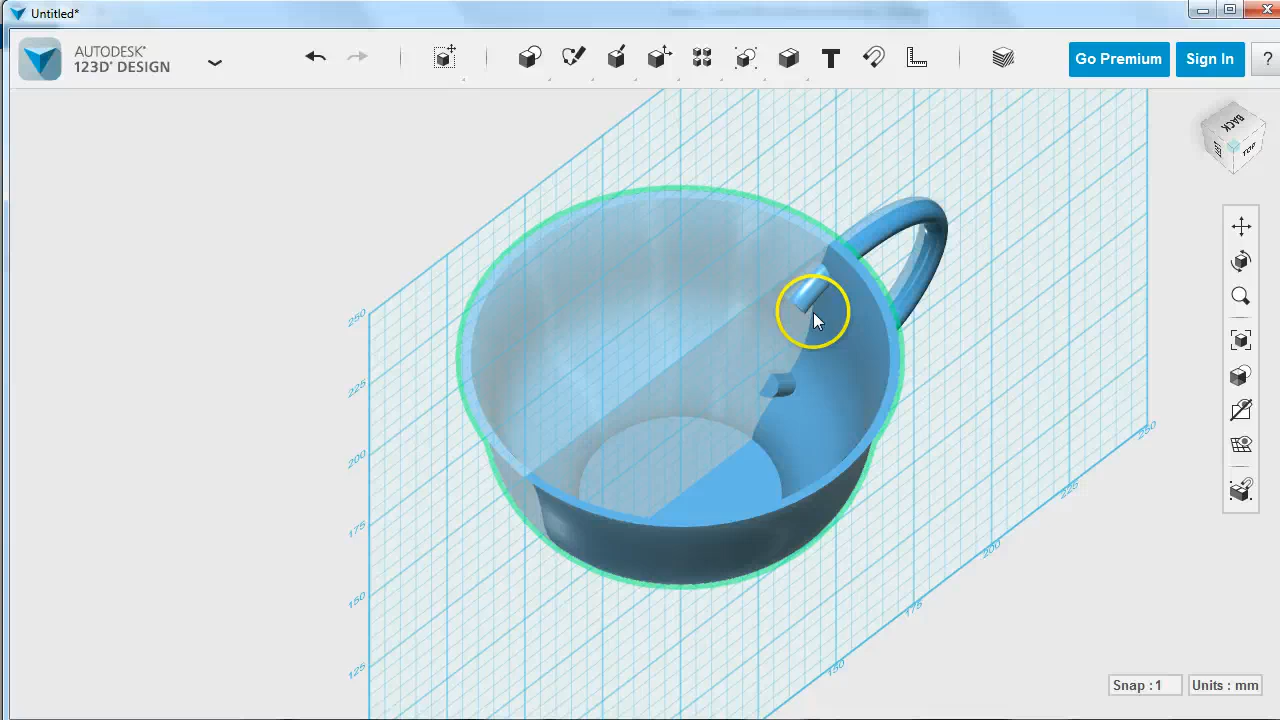 Untitled*
AUTODESK®
123D® DESIGN
Go Premium
Sign In
?
BACK
TOP
250
225
200
175
150
125
250
225
200
175
150
Snap : 1
Units : mm